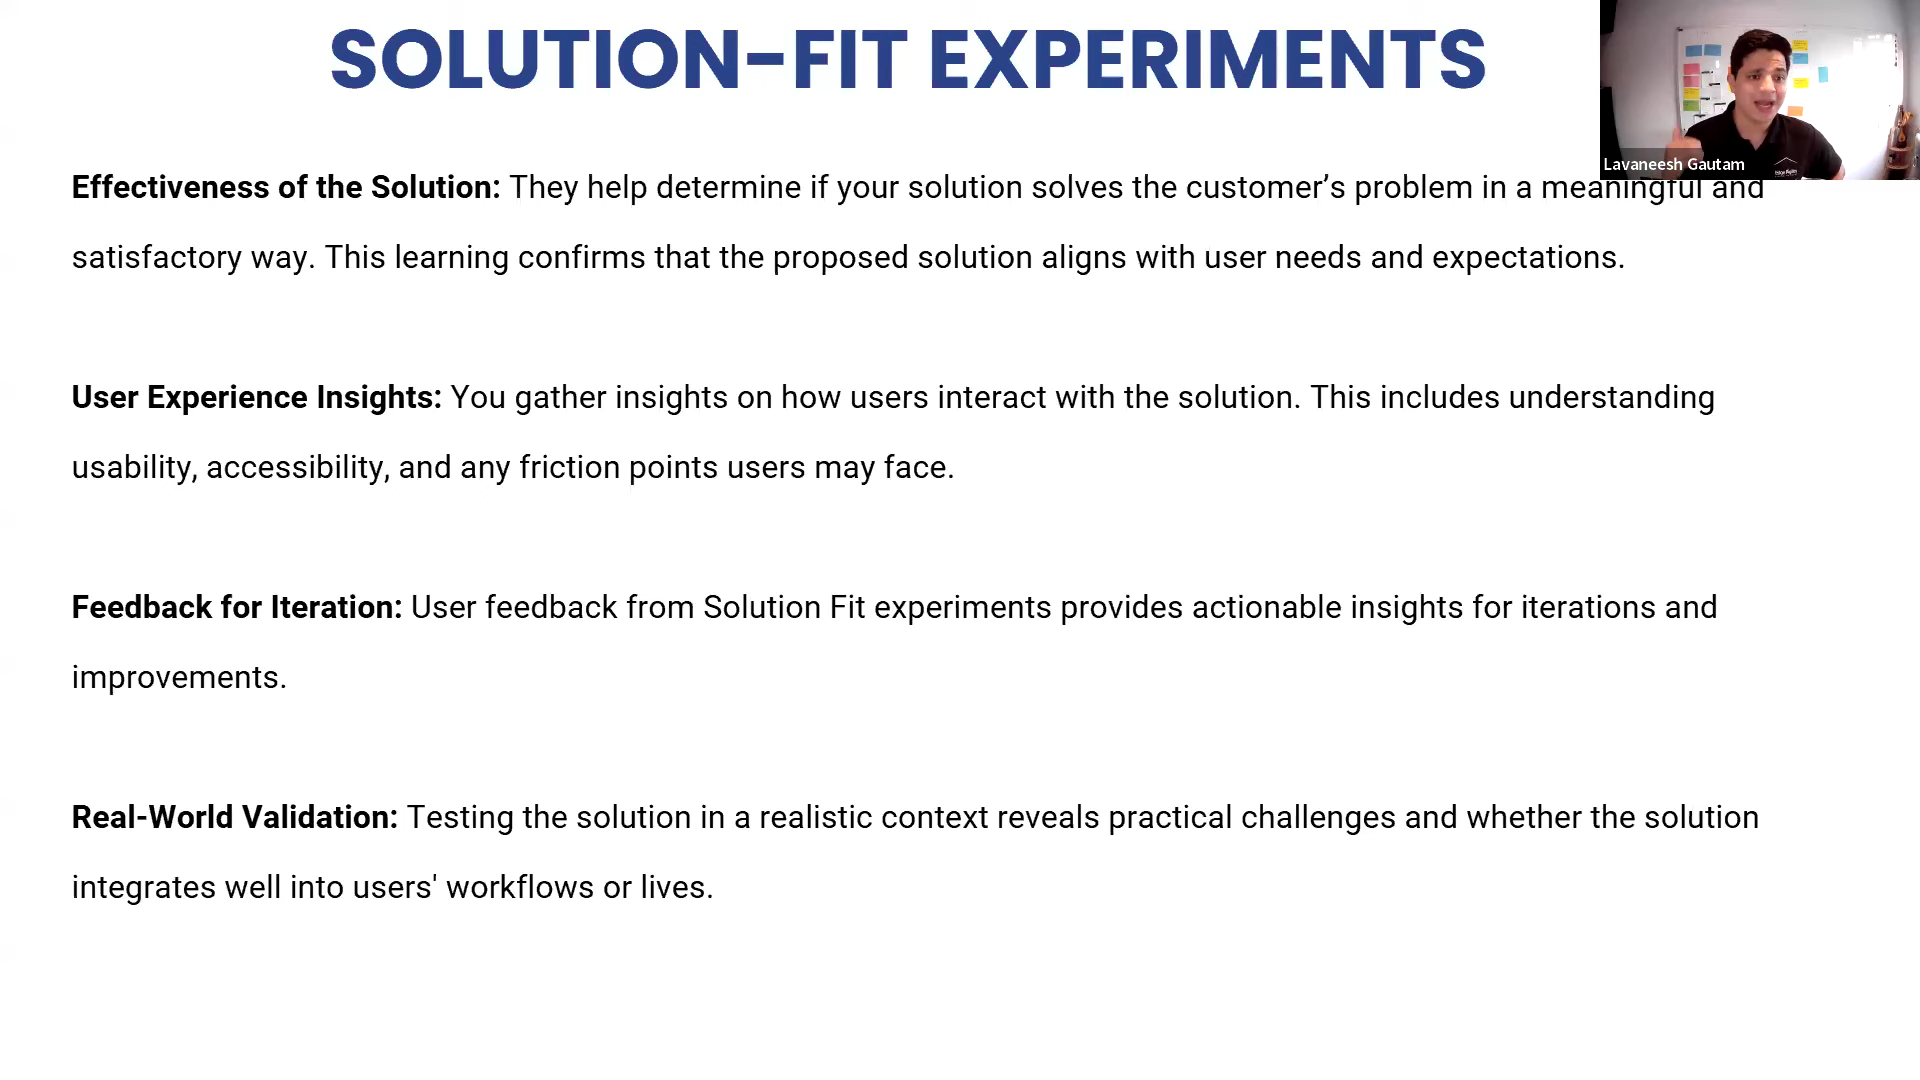 SOLUTION-FIT EXPERIMENTS
Lavaneesh Gautam
Effectiveness of the Solution: They help determine if your solution solves the customer’s problem in a meaningful and
satisfactory way. This learning confirms that the proposed solution aligns with user needs and expectations.
User Experience Insights: You gather insights on how users interact with the solution. This includes understanding
usability, accessibility, and any friction points users may face.
Feedback for Iteration: User feedback from Solution Fit experiments provides actionable insights for iterations and
improvements.
Real-World Validation: Testing the solution in a realistic context reveals practical challenges and whether the solution
integrates well into users' workflows or lives.